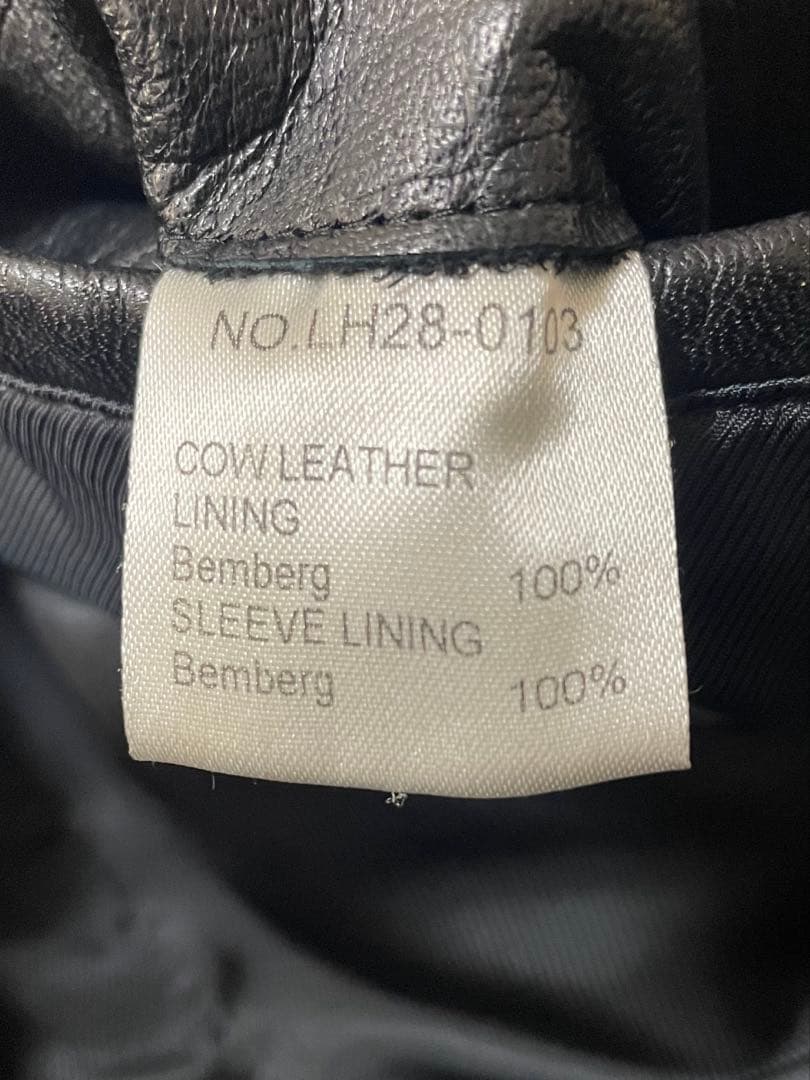 NO.LH28-0103
COW LEATHER
LINING
Bemberg 100%
SLEEVE LINING
Bemberg 100%